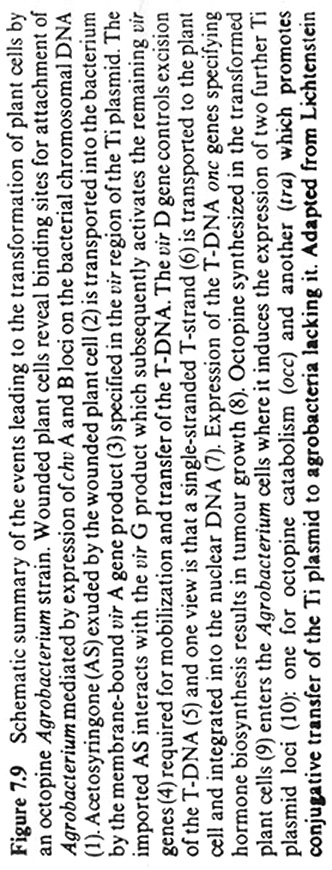 Figure 7.9 Schematic summary of the events leading to the transformation of plant cells by
an octopine Agrobacterium strain. Wounded plant cells reveal binding sites for attachment of
Agrobacterium mediated by expression of chv A and B loci on the bacterial chromosomal DNA
(1). Acetosyringone (AS) exuded by the wounded plant cell (2) is transported into the bacterium
by the membrane-bound vir A gene product (3) specified in the vir region of the Ti plasmid. The
imported AS interacts with the vir G product which subsequently activates the remaining vir
genes (4) required for mobilization and transfer of the T-DNA. The vir D gene controls excision
of the T-DNA (5) and one view is that a single-stranded T-strand (6) is transported to the plant
cell and integrated into the nuclear DNA (7). Expression of the T-DNA onc genes specifying
hormone biosynthesis results in tumour growth (8). Octopine synthesized in the transformed
plant cells (9) enters the Agrobacterium cells where it induces the expression of two further Ti
plasmid loci (10): one for octopine catabolism (occ) and another (tra) which promotes
conjugative transfer of the Ti plasmid to agrobacteria lacking it. Adapted from Lichtenstein